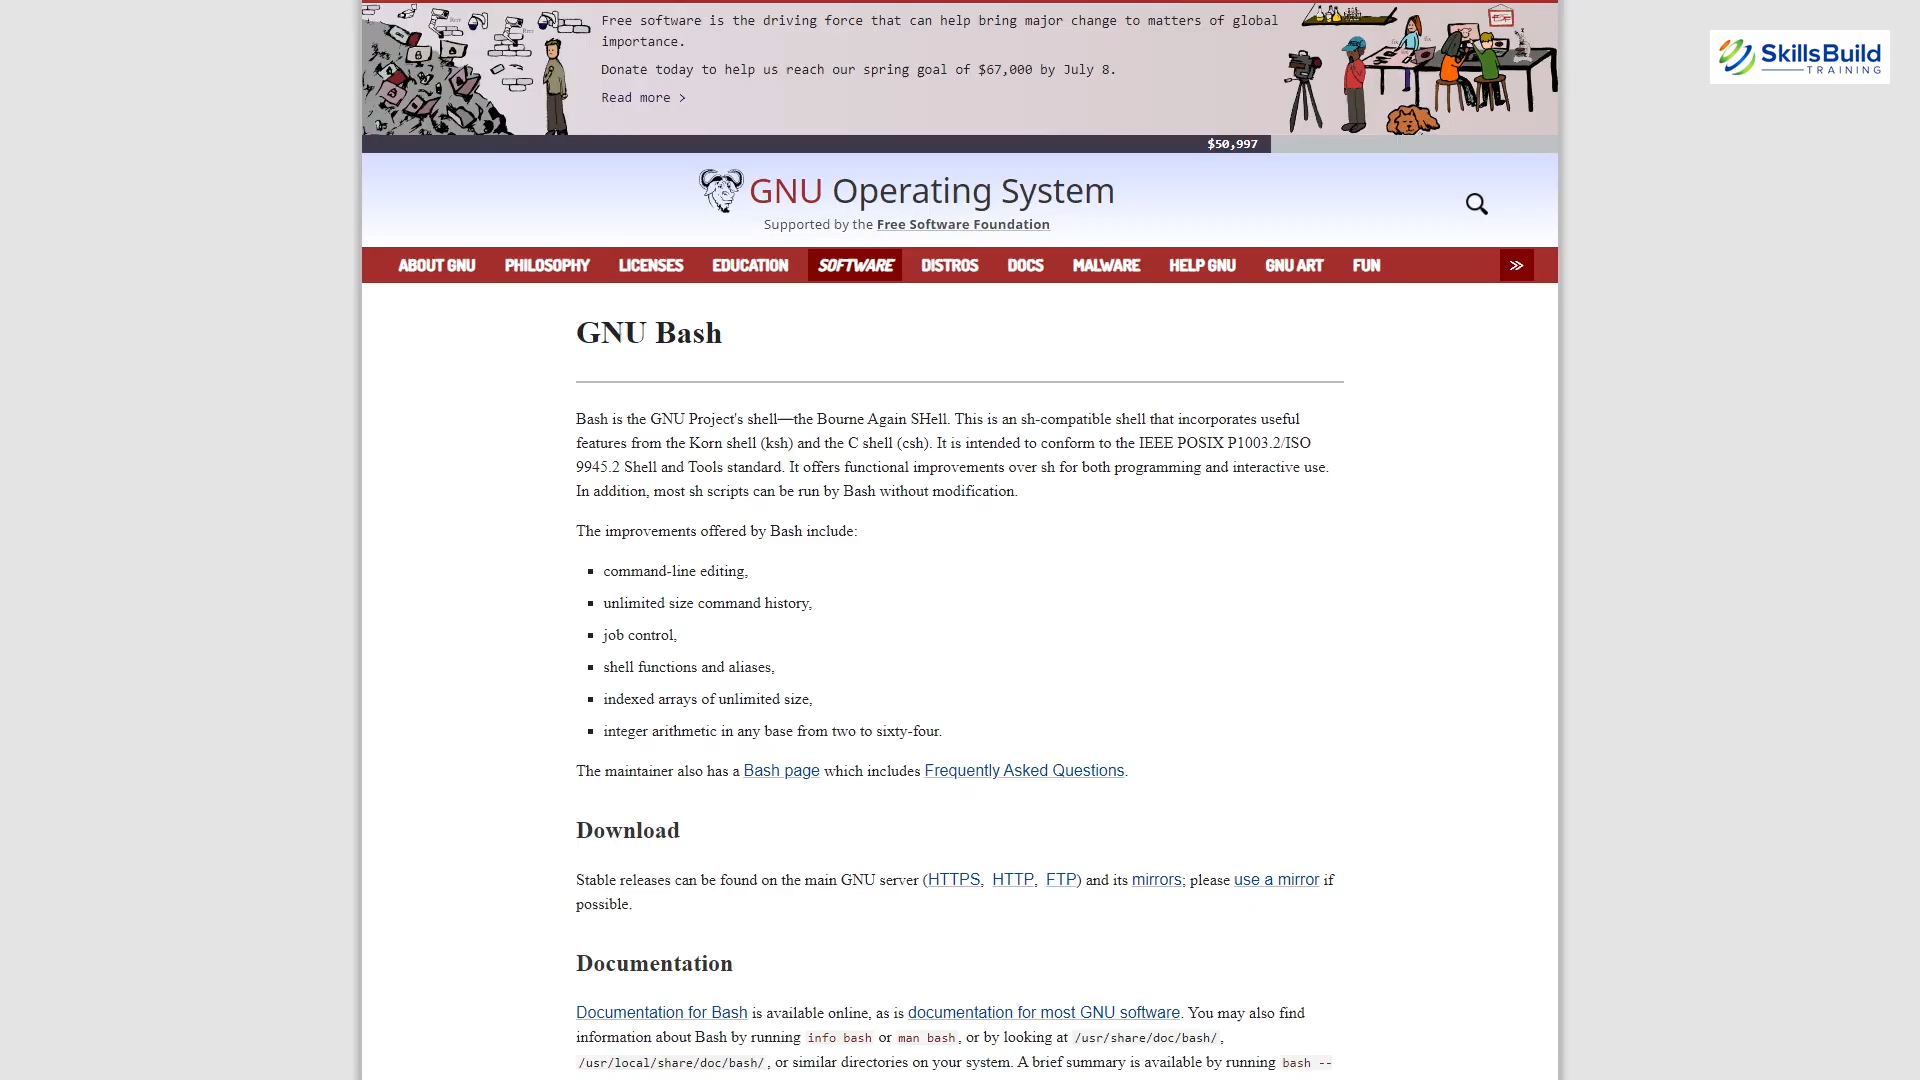 Free software is the driving force that can help bring major change to matters of global
importance.
Donate today to help us reach our spring goal of $67,000 by July 8.
Read more >
$50,997
SkillsBuild
TRAINING
GNU Operating System
Supported by the Free Software Foundation
ABOUT GNU PHILOSOPHY LICENSES EDUCATION SOFTWARE DISTROS DOCS MALWARE HELP GNU GNU ART FUN ≫
GNU Bash
Bash is the GNU Project's shell—the Bourne Again SHell. This is an sh-compatible shell that incorporates useful
features from the Korn shell (ksh) and the C shell (csh). It is intended to conform to the IEEE POSIX P1003.2/ISO
9945.2 Shell and Tools standard. It offers functional improvements over sh for both programming and interactive use.
In addition, most sh scripts can be run by Bash without modification.
The improvements offered by Bash include:
▪ command-line editing,
▪ unlimited size command history,
▪ job control,
▪ shell functions and aliases,
▪ indexed arrays of unlimited size,
▪ integer arithmetic in any base from two to sixty-four.
The maintainer also has a Bash page which includes Frequently Asked Questions.
Download
Stable releases can be found on the main GNU server (HTTPS, HTTP, FTP) and its mirrors; please use a mirror if
possible.
Documentation
Documentation for Bash is available online, as is documentation for most GNU software. You may also find
information about Bash by running info bash or man bash, or by looking at /usr/share/doc/bash/,
/usr/local/share/doc/bash/, or similar directories on your system. A brief summary is available by running bash --